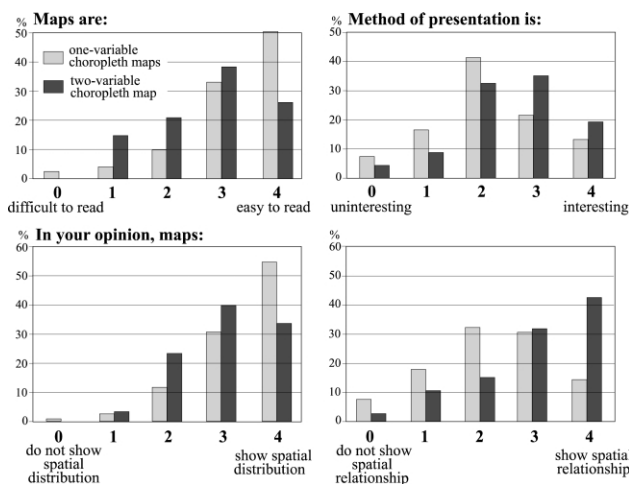 Maps are:
%
50
40
30
20
10
0
one-variable
choropleth maps
two-variable
choropleth map
0 1 2 3 4
difficult to read easy to read
Method of presentation is:
%
50
40
30
20
10
0
0 1 2 3 4
uninteresting interesting
In your opinion, maps:
%
60
50
40
30
20
10
0
0 1 2 3 4
do not show
spatial
distribution
show spatial
distribution
%
60
50
40
30
20
10
0
0 1 2 3 4
do not show
spatial
relationship
show spatial
relationship